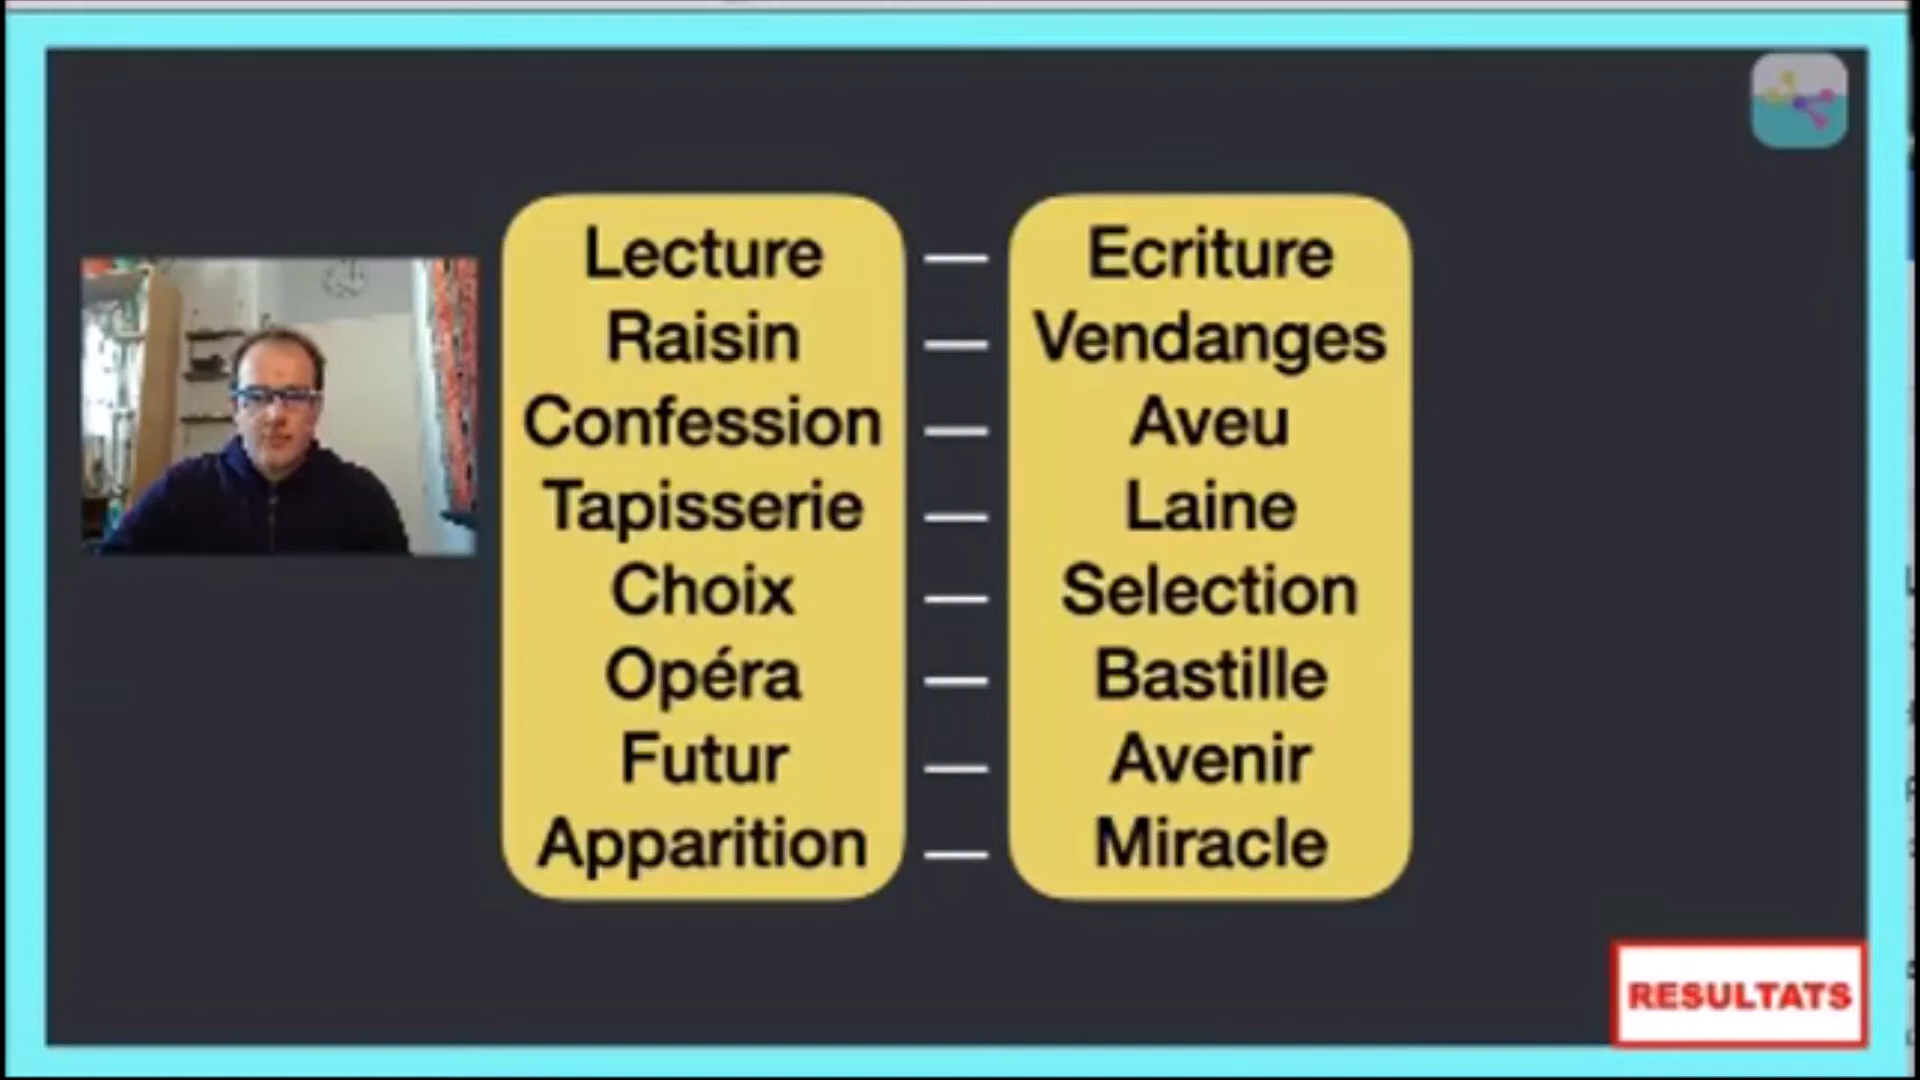 Lecture — Ecriture
Raisin — Vendanges
Confession — Aveu
Tapisserie — Laine
Choix — Selection
Opéra — Bastille
Futur — Avenir
Apparition — Miracle
RESULTATS